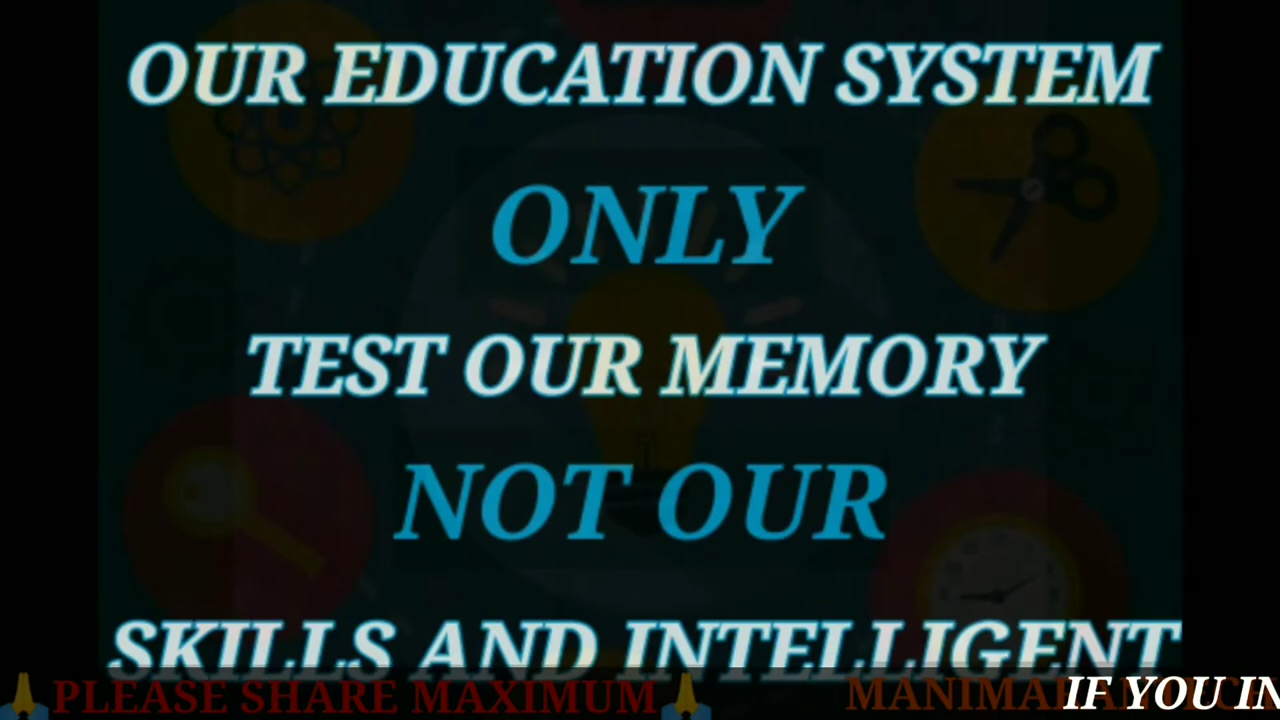 OUR EDUCATION SYSTEM
ONLY
TEST OUR MEMORY
NOT OUR
SKILLS AND INTELLIGENT
PLEASE SHARE MAXIMUM
IF YOU IN